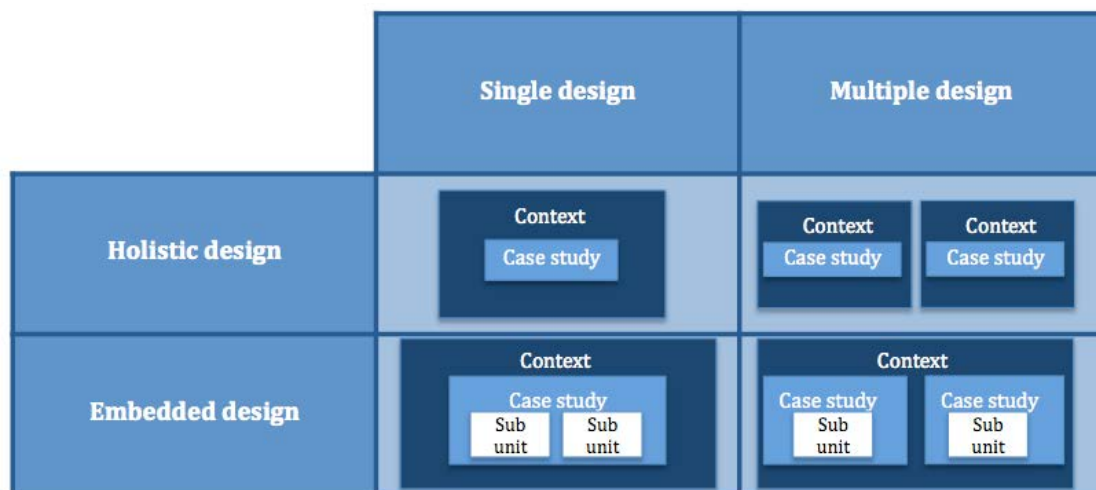 Single design
Multiple design
Holistic design
Context
Case study
Context
Case study
Context
Case study
Embedded design
Context
Case study
Sub
unit
Sub
unit
Context
Case study
Sub
unit
Case study
Sub
unit